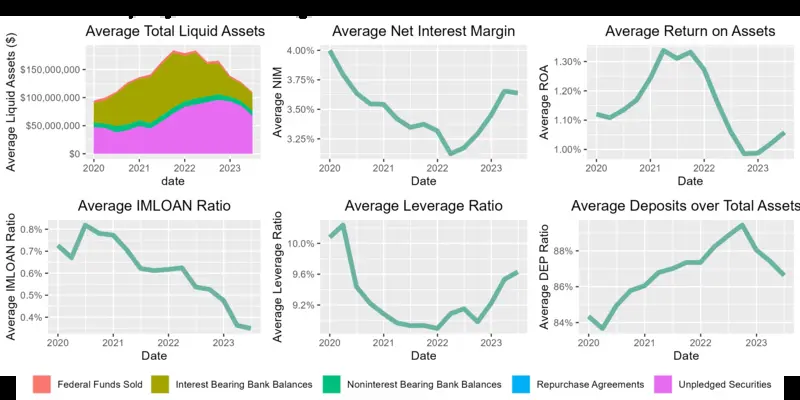 Average Total Liquid Assets
Average Liquid Assets ($)
$150,000,000
$100,000,000
$50,000,000
$0
2020 2021 2022 2023
date
Average Net Interest Margin
Average NIM
4.00%
3.75%
3.50%
3.25%
2020 2021 2022 2023
Date
Average Return on Assets
Average ROA
1.30%
1.20%
1.10%
1.00%
2020 2021 2022 2023
Date
Average IMLOAN Ratio
Average IMLOAN Ratio
0.8%
0.7%
0.6%
0.5%
0.4%
2020 2021 2022 2023
Date
Average Leverage Ratio
Average Leverage Ratio
10.0%
9.6%
9.2%
2020 2021 2022 2023
Date
Average Deposits over Total Assets
Average DEP Ratio
88%
86%
84%
2020 2021 2022 2023
Date
Federal Funds Sold Interest Bearing Bank Balances Noninterest Bearing Bank Balances Repurchase Agreements Unpledged Securities